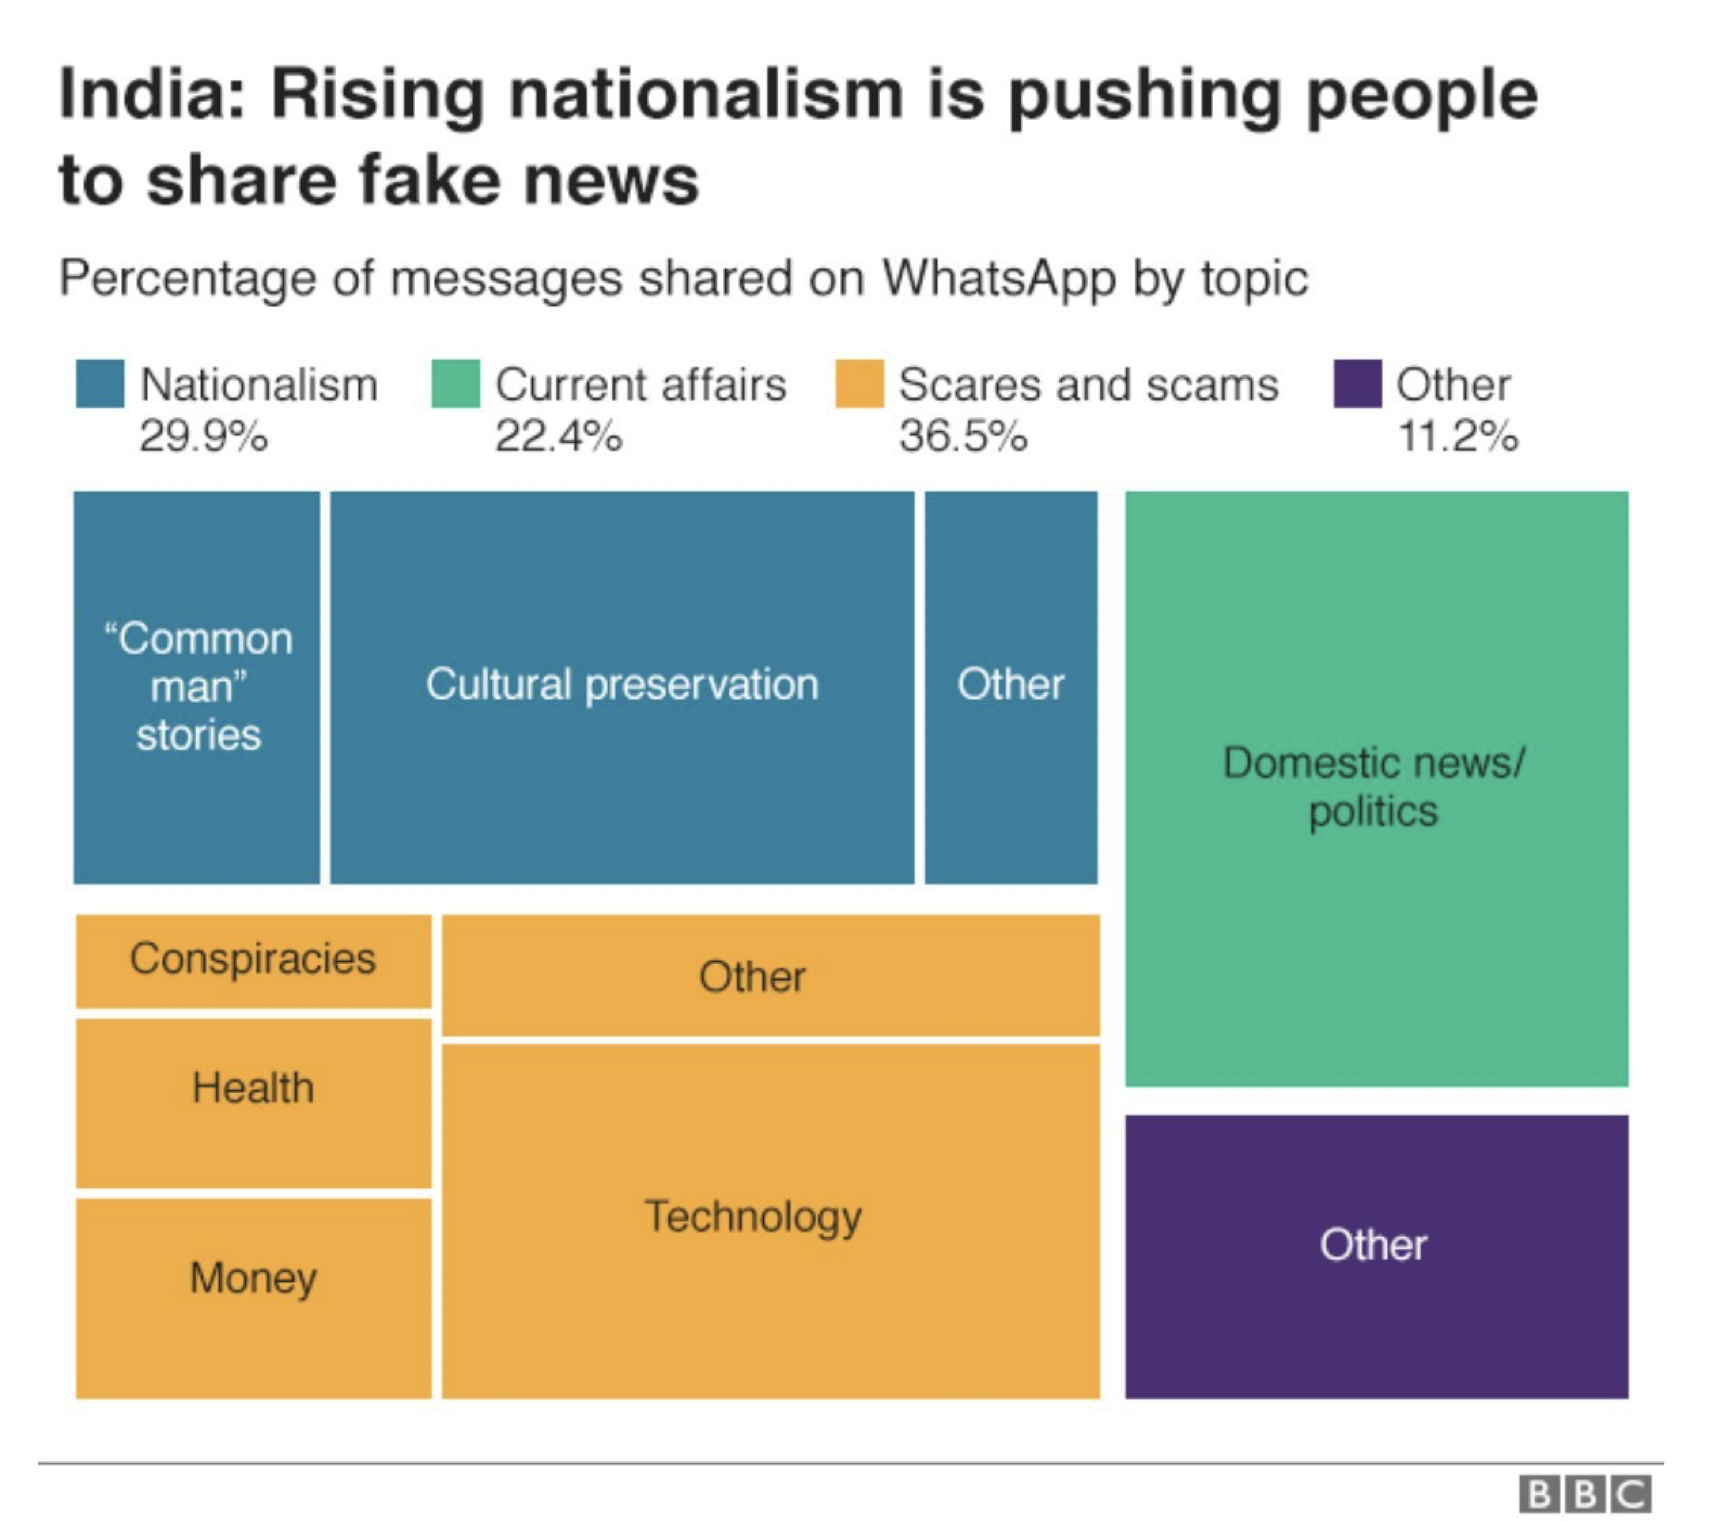 India: Rising nationalism is pushing people
to share fake news
Percentage of messages shared on WhatsApp by topic
Nationalism
29.9%
Current affairs
22.4%
Scares and scams
36.5%
Other
11.2%
“Common
man”
stories
Cultural preservation
Other
Domestic news/
politics
Conspiracies
Other
Health
Technology
Money
Other
BBC